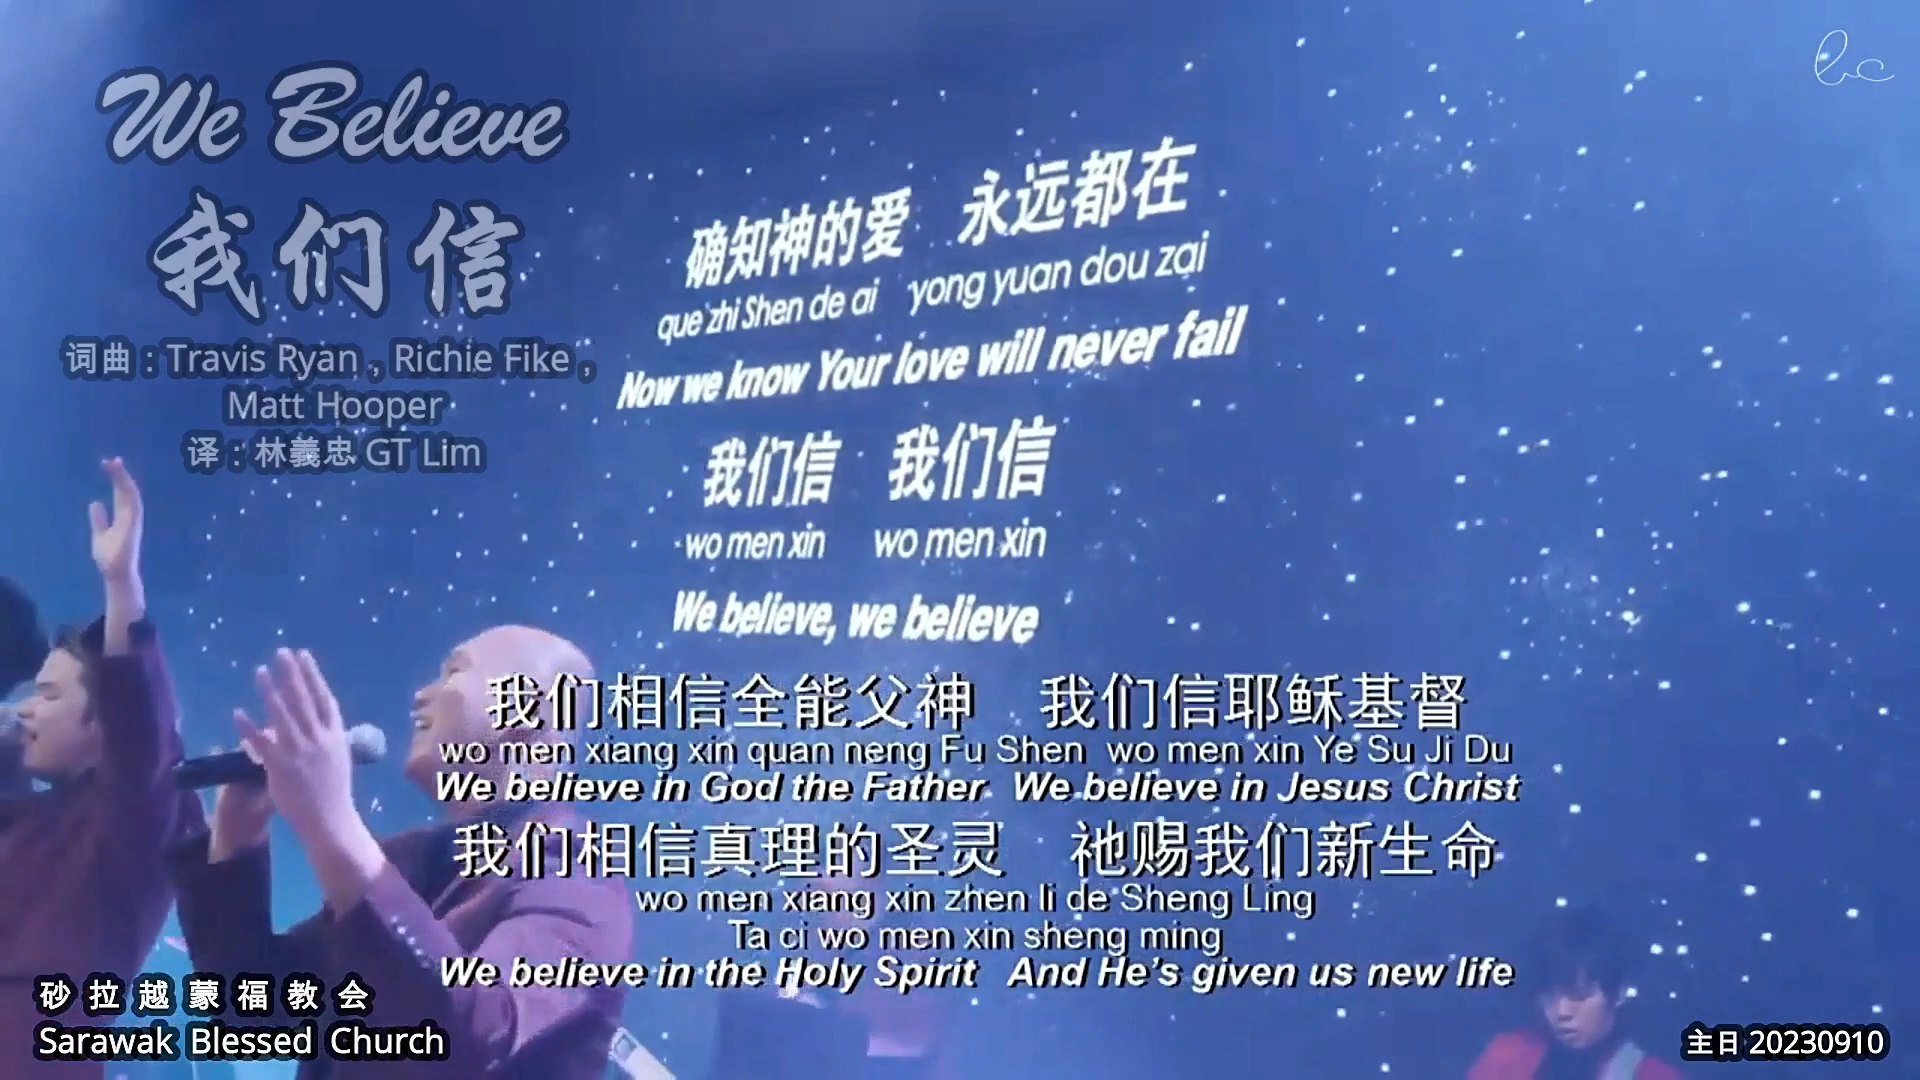 We Believe
我们信
词曲 : Travis Ryan , Richie Fike ,
Matt Hooper
译 : 林義忠 GT Lim
确知神的爱 永远都在
que zhi Shen de ai yong yuan dou zai
Now we know Your love will never fail
我们信 我们信
wo men xin wo men xin
We believe, we believe
我们相信全能父神 我们信耶稣基督
wo men xiang xin quan neng Fu Shen wo men xin Ye Su Ji Du
We believe in God the Father We believe in Jesus Christ
我们相信真理的圣灵 祂赐我们新生命
wo men xiang xin zhen li de Sheng Ling
Ta ci wo men xin sheng ming
We believe in the Holy Spirit And He's given us new life
砂拉越蒙福教会
Sarawak Blessed Church
主日 20230910